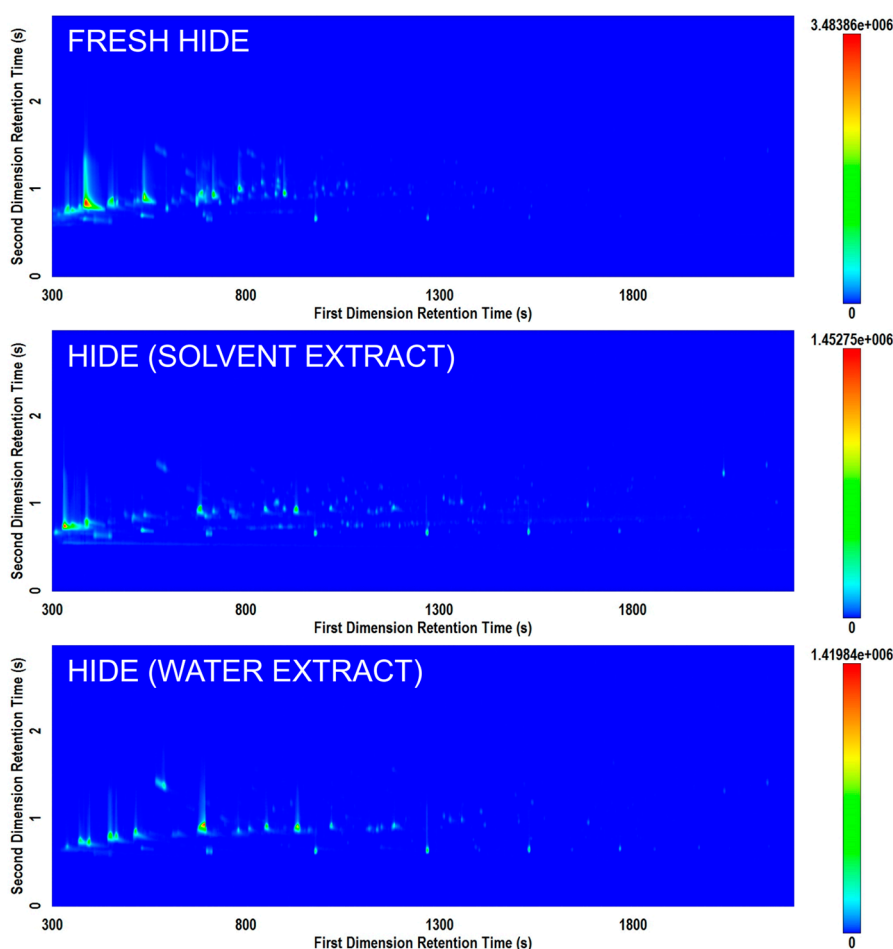 FRESH HIDE
3.48386e+006
Second Dimension Retention Time (s)
2
1
0
300 800 1300 1800
First Dimension Retention Time (s)
0
HIDE (SOLVENT EXTRACT)
1.45275e+006
Second Dimension Retention Time (s)
2
1
0
300 800 1300 1800
First Dimension Retention Time (s)
0
HIDE (WATER EXTRACT)
1.41984e+006
Second Dimension Retention Time (s)
2
1
0
300 800 1300 1800
First Dimension Retention Time (s)
0